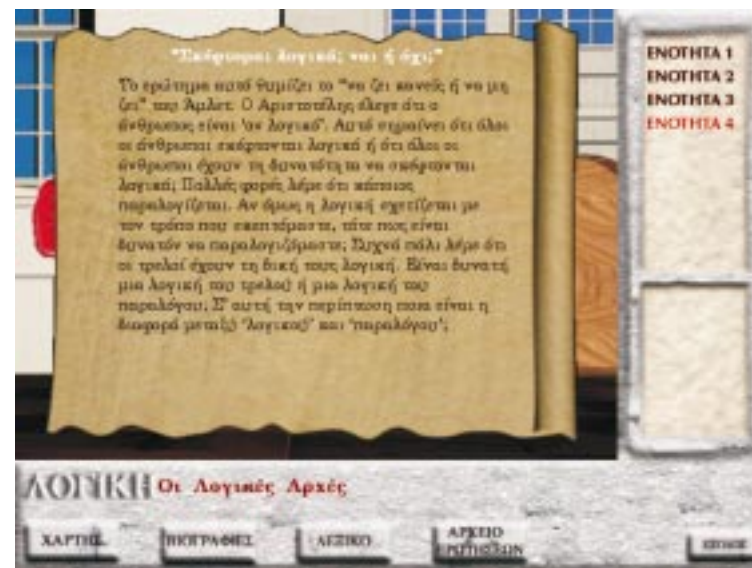 "Σκέφτομαι λογικά; ναι ή όχι;"
Το ερώτημα αυτό θυμίζει το "να ζει κανείς ή να μη
ζει" του Άμλετ. Ο Αριστοτέλης έλεγε ότι ο
άνθρωπος είναι 'ον λογικό'. Αυτό σημαίνει ότι όλοι
οι άνθρωποι σκέφτονται λογικά ή ότι όλοι οι
άνθρωποι έχουν τη δυνατότητα να σκέφτονται
λογικά; Πολλές φορές λέμε ότι κάποιος
παραλογίζεται. Αν όμως η λογική σχετίζεται με
τον τρόπο που σκεπτόμαστε, τότε πως είναι
δυνατόν να παραλογιζόμαστε; Συχνά πάλι λέμε ότι
οι τρελοί έχουν τη δική τους λογική. Είναι δυνατή
μια λογική του τρελού ή μια λογική του
παραλόγου; Σ' αυτή την περίπτωση ποια είναι η
διαφορά μεταξύ 'λογικού' και 'παραλόγου';
ΕΝΟΤΗΤΑ 1
ΕΝΟΤΗΤΑ 2
ΕΝΟΤΗΤΑ 3
ΕΝΟΤΗΤΑ 4
ΛΟΓΙΚΗ Οι Λογικές Αρχές
ΧΑΡΤΗΣ ΒΙΟΓΡΑΦΙΕΣ ΛΕΞΙΚΟ ΑΡΧΕΙΟ ΕΡΩΤΗΣΕΩΝ ΕΞΟΔΟΣ